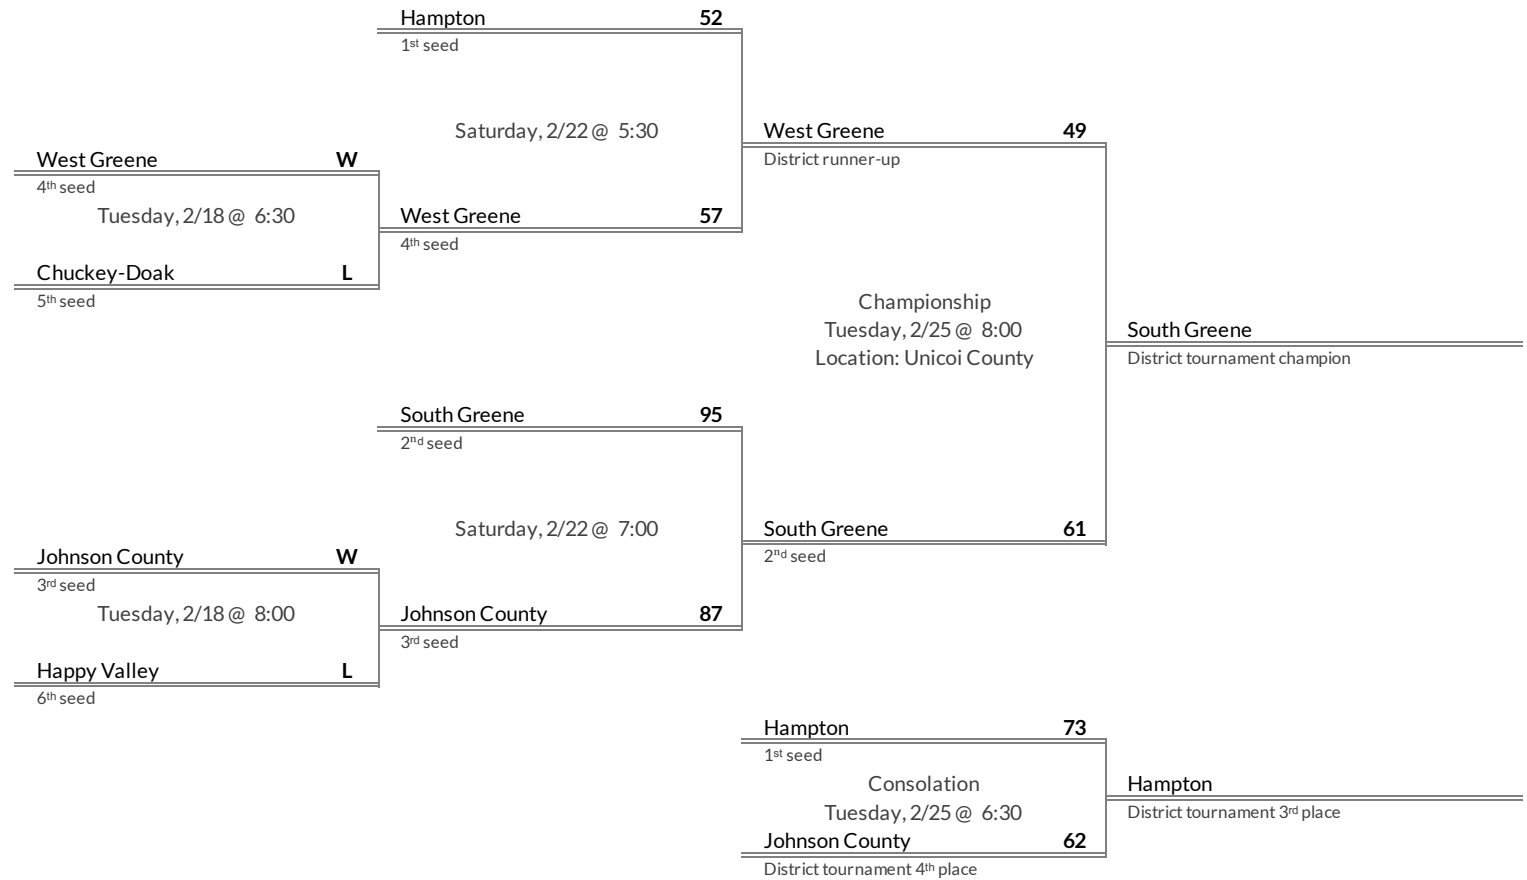 Hampton 52
1st seed
Saturday, 2/22 @ 5:30
West Greene 49
District runner-up
West Greene W
4th seed
Tuesday, 2/18 @ 6:30
West Greene 57
4th seed
Chuckey-Doak L
5th seed
Championship
Tuesday, 2/25 @ 8:00
Location: Unicoi County
South Greene
District tournament champion
South Greene 95
2nd seed
Saturday, 2/22 @ 7:00
South Greene 61
2nd seed
Johnson County W
3rd seed
Tuesday, 2/18 @ 8:00
Johnson County 87
3rd seed
Happy Valley L
6th seed
Hampton 73
1st seed
Consolation
Tuesday, 2/25 @ 6:30
Hampton
District tournament 3rd place
Johnson County 62
District tournament 4th place